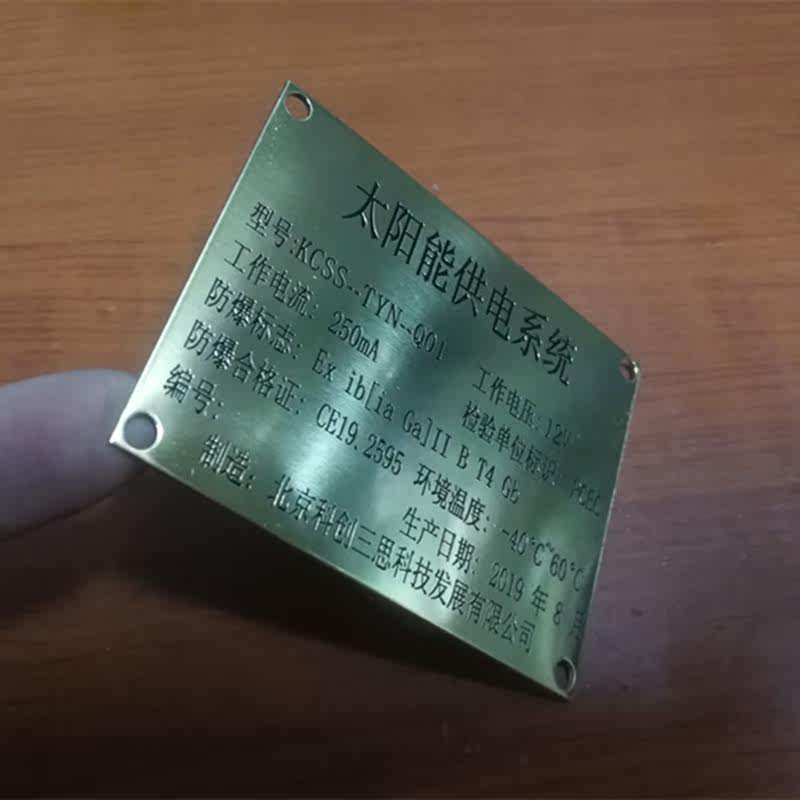 太阳能供电系统
型号:KCSS--TYN--Q01
工作电流: 250mA 工作电压:12V
防爆标志: Ex ib[ia Ga]II B T4 Gb 检验单位标识:
防爆合格证: CE19.2595 环境温度: -40℃~60℃
编号: 生产日期: 2019 年 8 月
制造: 北京科创三思科技发展有限公司